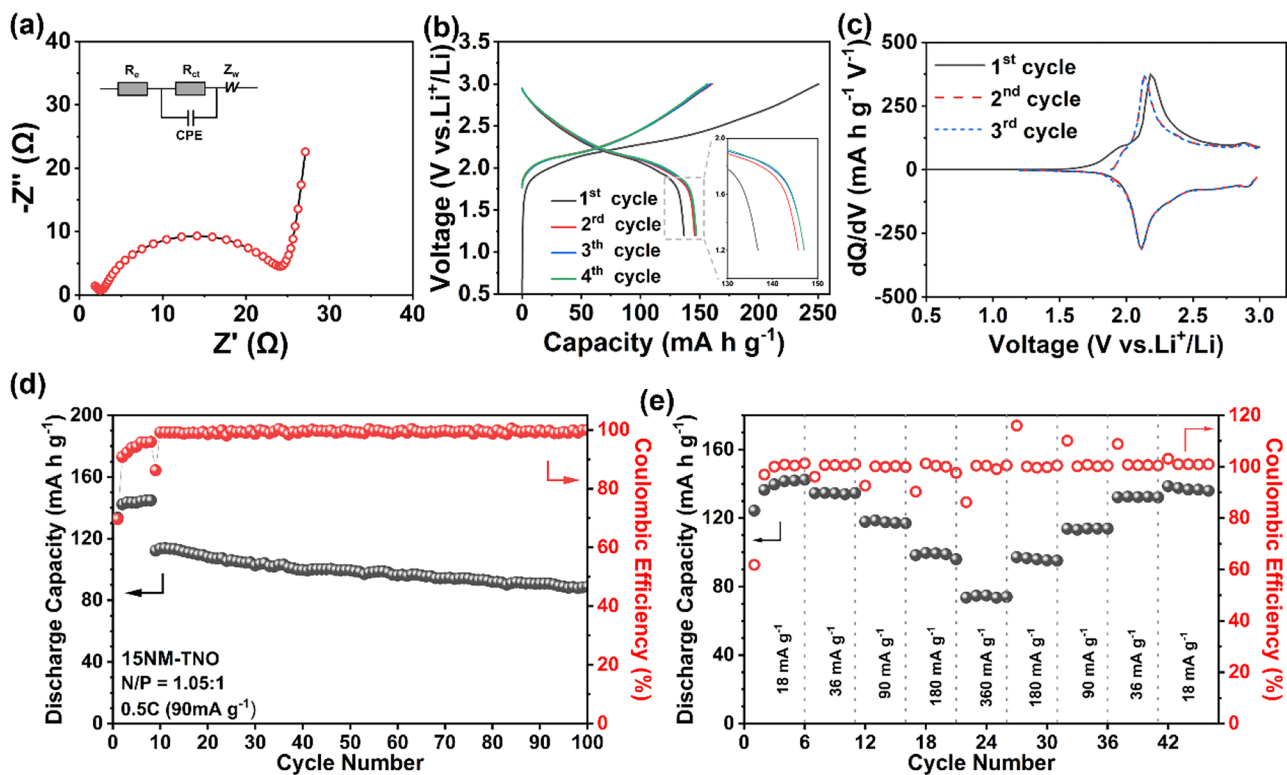 (a)
40
30
20
10
0
-Z'' (Ω)
Rₑ
R_ct
Z_w
CPE
0 10 20 30 40
Z' (Ω)
(b)
3.5
3.0
2.5
2.0
1.5
1.0
0.5
Voltage (V vs.Li⁺/Li)
1ˢᵗ cycle
2ʳᵈ cycle
3ᵗʰ cycle
4ᵗʰ cycle
1.8
1.6
1.4
1.2
130 140 150
0 50 100 150 200 250
Capacity (mA h g⁻¹)
(c)
500
250
0
-250
-500
dQ/dV (mA h g⁻¹ V⁻¹)
1ˢᵗ cycle
2ⁿᵈ cycle
3ʳᵈ cycle
0.5 1.0 1.5 2.0 2.5 3.0
Voltage (V vs.Li⁺/Li)
(d)
200
160
120
80
40
0
Discharge Capacity (mA h g⁻¹)
15NM-TNO
N/P = 1.05:1
0.5C (90mA g⁻¹)
0 10 20 30 40 50 60 70 80 90 100
Cycle Number
100
80
60
40
20
0
Coulombic Efficiency (%)
(e)
160
120
80
40
0
Discharge Capacity (mA h g⁻¹)
18 mA g⁻¹
36 mA g⁻¹
90 mA g⁻¹
180 mA g⁻¹
360 mA g⁻¹
180 mA g⁻¹
90 mA g⁻¹
36 mA g⁻¹
18 mA g⁻¹
0 6 12 18 24 30 36 42
Cycle Number
120
100
80
60
40
20
0
Coulombic Efficiency (%)